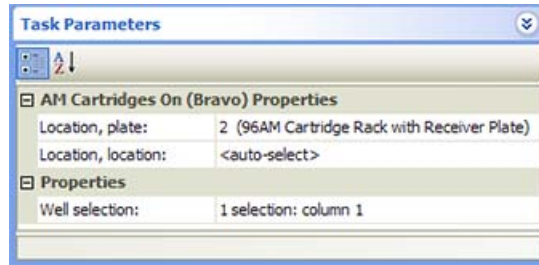 Task Parameters
A
Z
AM Cartridges On (Bravo) Properties
Location, plate: 2 (96AM Cartridge Rack with Receiver Plate)
Location, location: <auto-select>
Properties
Well selection: 1 selection: column 1